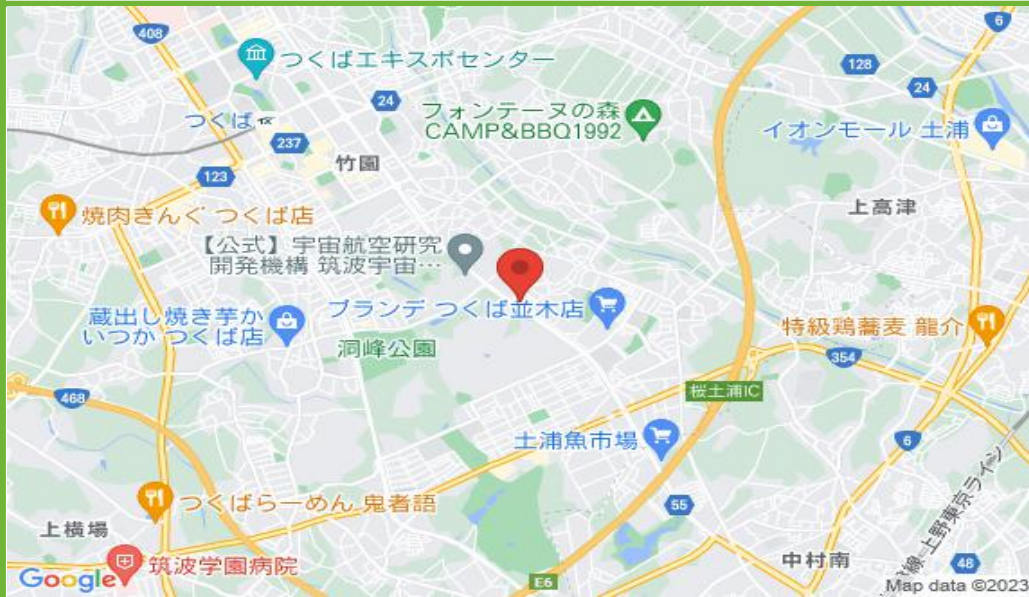 408
6
つくばエキスポセンター
128
24
24
フォンテーヌの森
CAMP&BBQ1992
イオンモール 土浦
つくば
237
竹園
123
上高津
焼肉きんぐ つくば店
【公式】宇宙航空研究
開発機構 筑波宇宙…
ブランデ つくば並木店
蔵出し焼き芋か
いつか つくば店
特級鶏蕎麦 龍介
洞峰公園
354
468
桜土浦IC
土浦魚市場
6
つくばらーめん 鬼者語
55
上横場
上野東京ライン
筑波学園病院
中村南
48
Google
E6
Map data ©2023